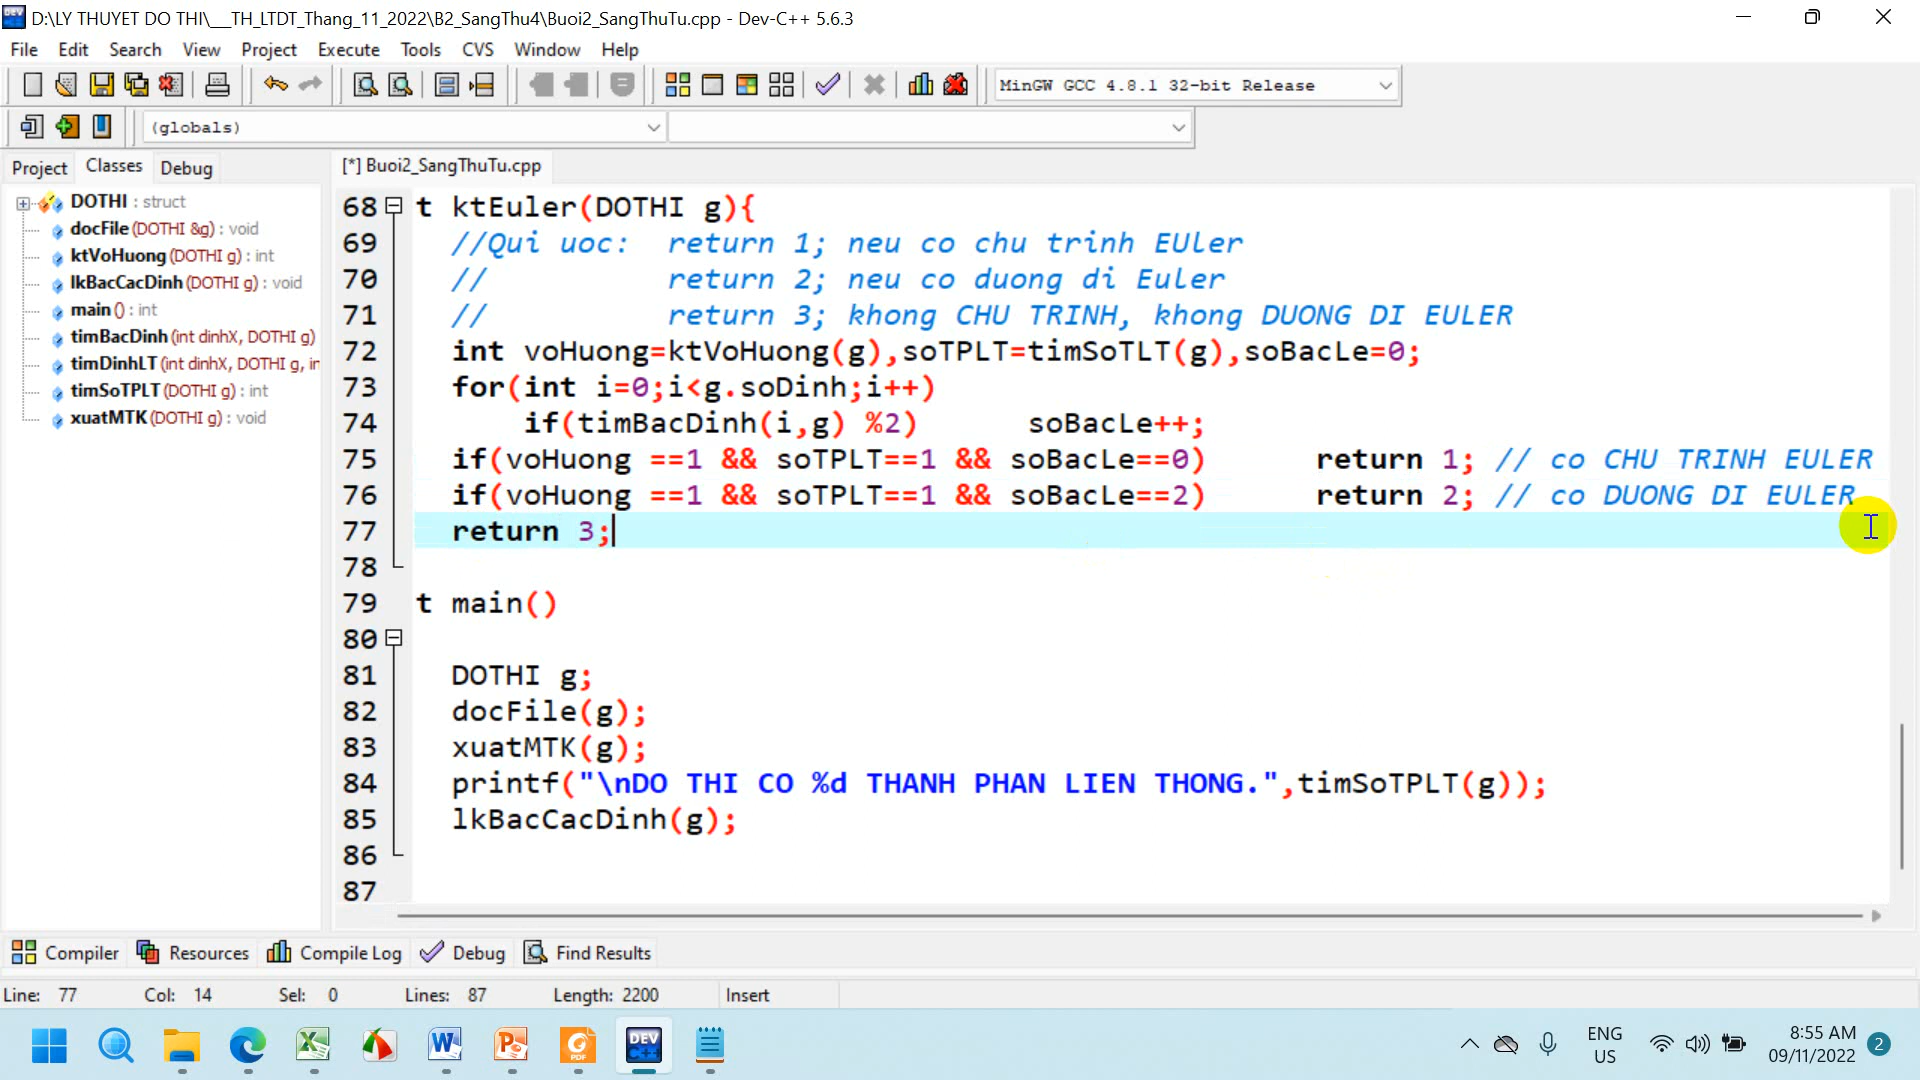 D:\LY THUYET DO THI\___TH_LTDT_Thang_11_2022\B2_SangThu4\Buoi2_SangThuTu.cpp - Dev-C++ 5.6.3
File Edit Search View Project Execute Tools CVS Window Help
MinGW GCC 4.8.1 32-bit Release
(globals)
Project Classes Debug
[*] Buoi2_SangThuTu.cpp
DOTHI : struct
docFile (DOTHI &g) : void
ktVoHuong (DOTHI g) : int
lkBacCacDinh (DOTHI g) : void
main () : int
timBacDinh (int dinhX, DOTHI g)
timDinhLT (int dinhX, DOTHI g, in
timSoTPLT (DOTHI g) : int
xuatMTK (DOTHI g) : void
68 t ktEuler(DOTHI g){
69 //Qui uoc: return 1; neu co chu trinh EUler
70 // return 2; neu co duong di Euler
71 // return 3; khong CHU TRINH, khong DUONG DI EULER
72 int voHuong=ktVoHuong(g),soTPLT=timSoTLT(g),soBacLe=0;
73 for(int i=0;i<g.soDinh;i++)
74 if(timBacDinh(i,g) %2) soBacLe++;
75 if(voHuong ==1 && soTPLT==1 && soBacLe==0) return 1; // co CHU TRINH EULER
76 if(voHuong ==1 && soTPLT==1 && soBacLe==2) return 2; // co DUONG DI EULER
77 return 3;
78
79 t main()
80
81 DOTHI g;
82 docFile(g);
83 xuatMTK(g);
84 printf("\nDO THI CO %d THANH PHAN LIEN THONG.",timSoTPLT(g));
85 lkBacCacDinh(g);
86
87
Compiler Resources Compile Log Debug Find Results
Line: 77 Col: 14 Sel: 0 Lines: 87 Length: 2200 Insert
DEV C++
PDF
ENG
US
8:55 AM
09/11/2022
2